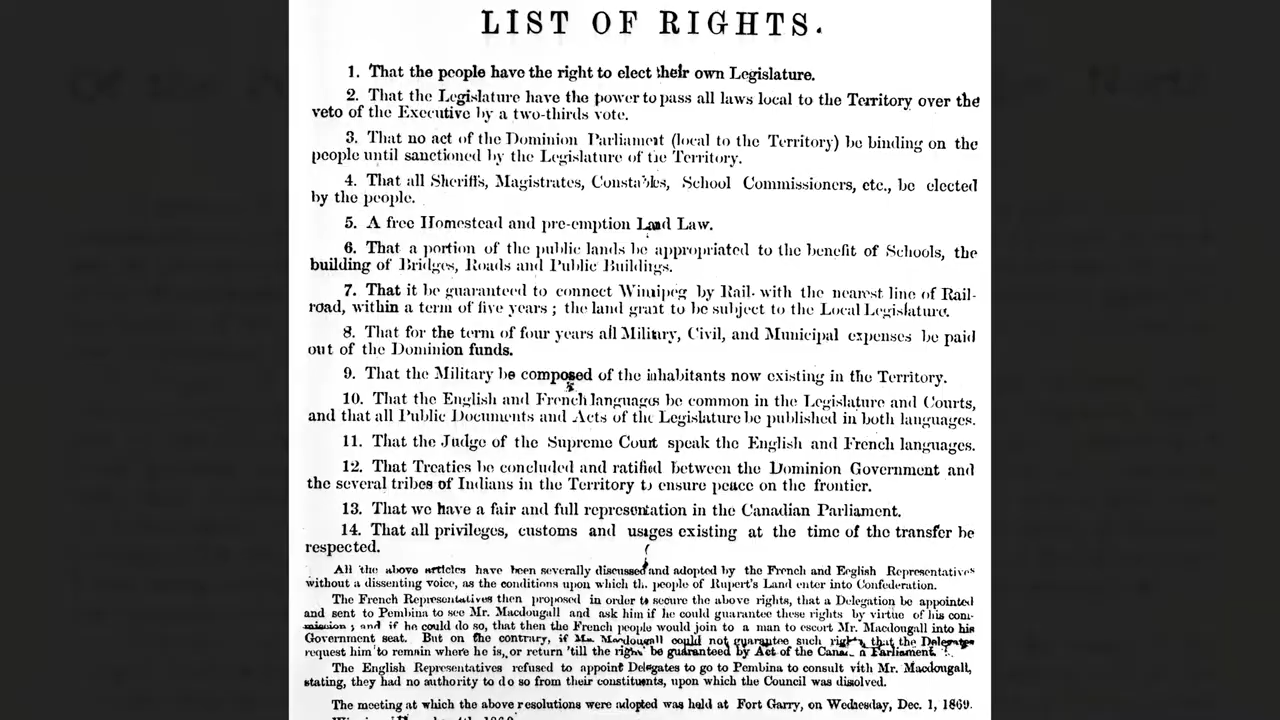 LIST OF RIGHTS.
1. That the people have the right to elect their own Legislature.
2. That the Legislature have the power to pass all laws local to the Territory over the
veto of the Executive by a two-thirds vote.
3. That no act of the Dominion Parliament (local to the Territory) be binding on the
people until sanctioned by the Legislature of the Territory.
4. That all Sheriffs, Magistrates, Constables, School Commissioners, etc., be elected
by the people.
5. A free Homestead and pre-emption Land Law.
6. That a portion of the public lands be appropriated to the benefit of Schools, the
building of Bridges, Roads and Public Buildings.
7. That it be guaranteed to connect Winnipeg by Rail with the nearest line of Rail-
road, within a term of five years; the land grant to be subject to the Local Legislature.
8. That for the term of four years all Military, Civil, and Municipal expenses be paid
out of the Dominion funds.
9. That the Military be composed of the inhabitants now existing in the Territory.
10. That the English and French languages be common in the Legislature and Courts,
and that all Public Documents and Acts of the Legislature be published in both languages.
11. That the Judge of the Supreme Court speak the English and French languages.
12. That Treaties be concluded and ratified between the Dominion Government and
the several tribes of Indians in the Territory to ensure peace on the frontier.
13. That we have a fair and full representation in the Canadian Parliament.
14. That all privileges, customs and usages existing at the time of the transfer be
respected.
All the above articles have been severally discussed and adopted by the French and English Representatives
without a dissenting voice, as the conditions upon which the people of Rupert's Land enter into Confederation.
The French Representatives then proposed in order to secure the above rights, that a Delegation be appointed
and sent to Pembina to see Mr. Macdougall and ask him if he could guarantee these rights by virtue of his com-
mission; and if he could do so, that then the French people would join to a man to escort Mr. Macdougall into his
Government seat. But on the contrary, if Mr. Macdougall could not guarantee such rights, that the Delegates
request him to remain where he is, or return 'till the rights be guaranteed by Act of the Canadian Parliament.
The English Representatives refused to appoint Delegates to go to Pembina to consult with Mr. Macdougall,
stating, they had no authority to do so from their constituents, upon which the Council was disolved.
The meeting at which the above resolutions were adopted was held at Fort Garry, on Wednesday, Dec. 1, 1869.